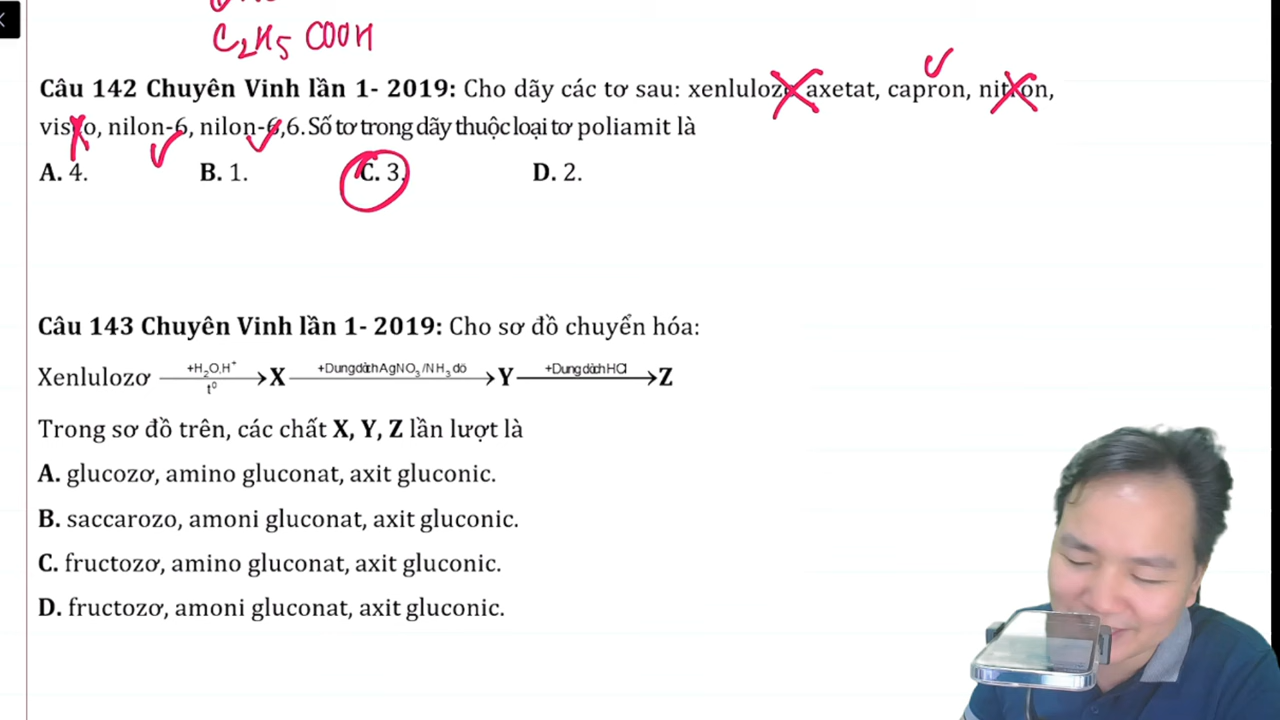 C₂H₅ COOH
Câu 142 Chuyên Vinh lần 1- 2019: Cho dãy các tơ sau: xenlulozơ axetat, capron, nitron,
visco, nilon-6, nilon-6,6. Số tơ trong dãy thuộc loại tơ poliamit là
A. 4. B. 1. C. 3. D. 2.
Câu 143 Chuyên Vinh lần 1- 2019: Cho sơ đồ chuyển hóa:
+H₂O,H⁺ +Dung dịch AgNO₃/NH₃ dö +Dung dịch HCl
Xenlulozơ → X → Y → Z
t⁰
Trong sơ đồ trên, các chất X, Y, Z lần lượt là
A. glucozơ, amino gluconat, axit gluconic.
B. saccarozo, amoni gluconat, axit gluconic.
C. fructozơ, amino gluconat, axit gluconic.
D. fructozơ, amoni gluconat, axit gluconic.